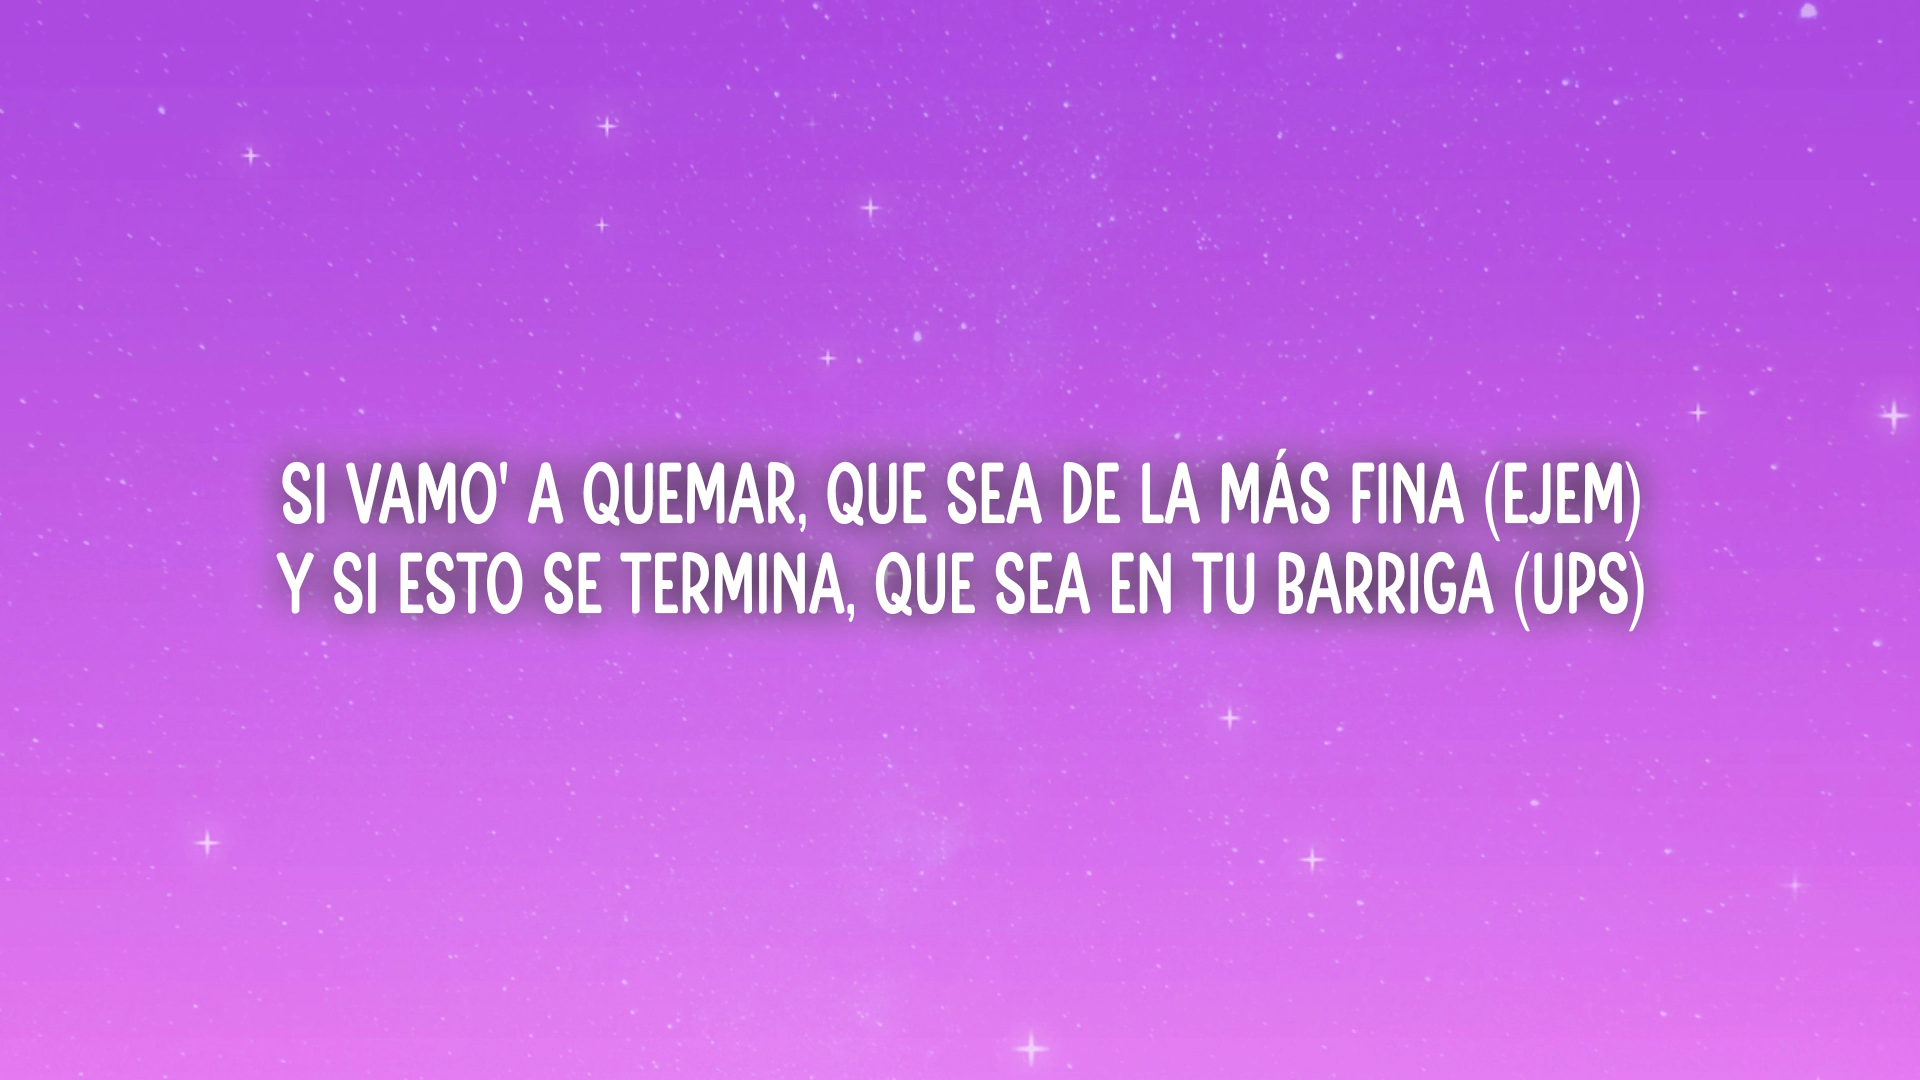 SI VAMO' A QUEMAR, QUE SEA DE LA MÁS FINA (EJEM)
Y SI ESTO SE TERMINA, QUE SEA EN TU BARRIGA (UPS)